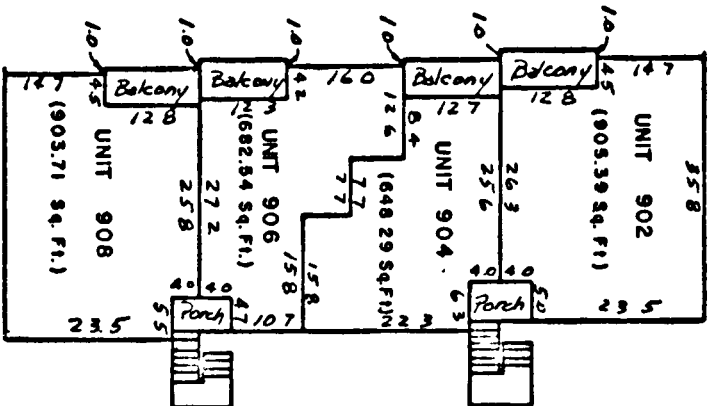 1.0
1.0
1.0
1.0
1.0
1.0
14.7
4.5
Balcony
12 8
Balcony
4 2
12 3
16 0
Balcony
12 7
Balcony
4 5
12 8
14 7
12 6
8 4
7 7
7 7
UNIT 908
(903.71 Sq.Ft.)
25 8
27 2
UNIT 906
(682.54 Sq.Ft.)
15 8
15 8
UNIT 904
(648 29 Sq.Ft)
25 6
26 3
UNIT 902
(905.39 Sq.Ft.)
35 8
4.0 4.0
Porch
5 5
4 7
23.5
10 7
22 3
4.0 4.0
Porch
6 3
5.0
23.5